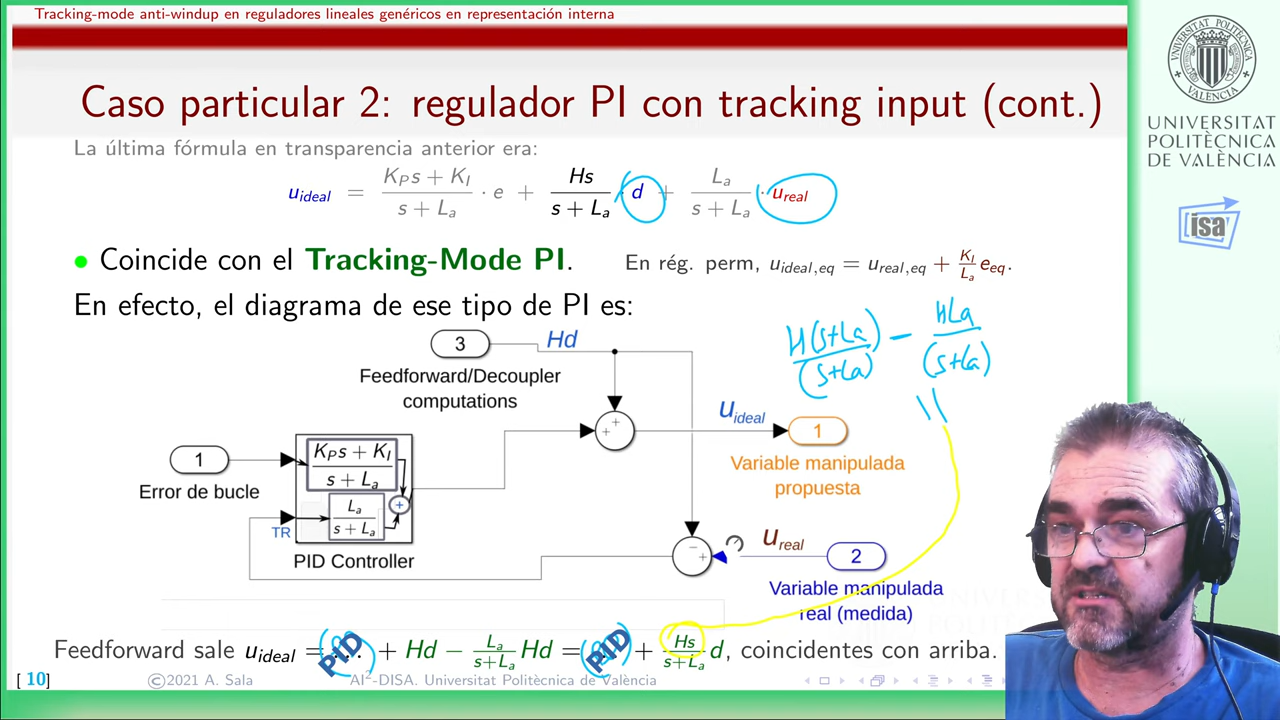 Tracking-mode anti-windup en reguladores lineales genéricos en representación interna
Caso particular 2: regulador PI con tracking input (cont.)
UNIVERSITAT
POLITÈCNICA
DE VALÈNCIA
isa
La última fórmula en transparencia anterior era:
u_ideal = (K_P s + K_I)/(s + L_a) · e + Hs/(s + L_a) · d + L_a/(s + L_a) · u_real
• Coincide con el Tracking-Mode PI. En rég. perm, u_ideal,eq = u_real,eq + K_I/L_a e_eq.
En efecto, el diagrama de ese tipo de PI es:
H(s+La)/(s+La) − HLa/(s+La)
=
3
Hd
Feedforward/Decoupler
computations
+ +
u_ideal
1
Variable manipulada
propuesta
1
Error de bucle
K_P s + K_I
s + L_a
L_a
s + L_a
+
TR
PID Controller
− +
u_real
2
Variable manipulada
real (medida)
Feedforward sale u_ideal = PID + Hd − L_a/(s+L_a) Hd = PID + Hs/(s+L_a) d, coincidentes con arriba.
[ 10]
©2021 A. Sala
AI²-DISA. Universitat Politècnica de València